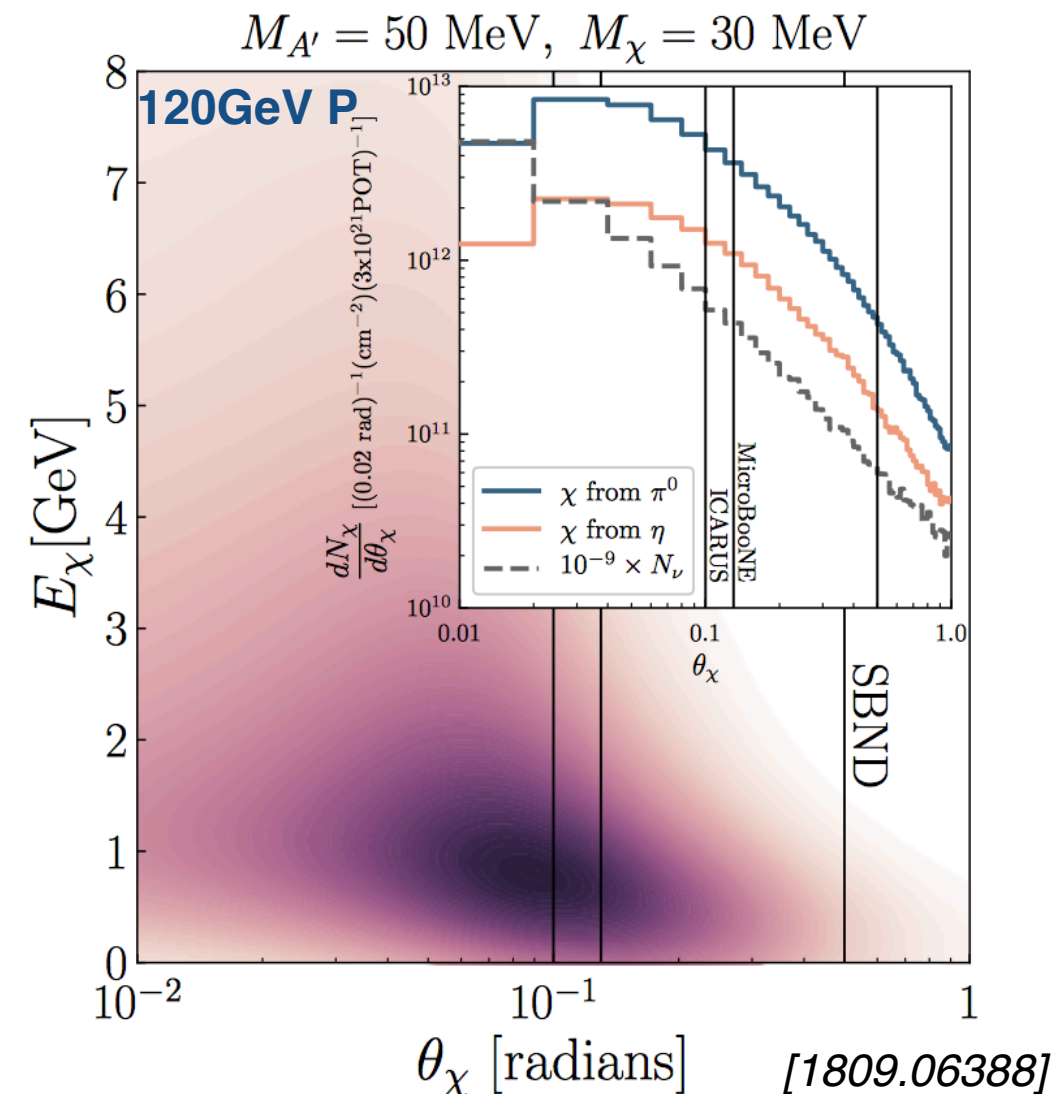 M_{A'} = 50 MeV, M_χ = 30 MeV
120GeV P
8
7
6
5
4
3
2
1
0
E_χ[GeV]
10^{-2}
10^{-1}
1
θ_χ [radians]
SBND
dN_χ/dθ_χ [(0.02 rad)^{-1}(cm^{-2})(3x10^{21}POT)^{-1}]
10^{13}
10^{12}
10^{11}
10^{10}
χ from π^0
χ from η
10^{-9} × N_ν
ICARUS
MicroBooNE
0.01
0.1
1.0
θ_χ
[1809.06388]